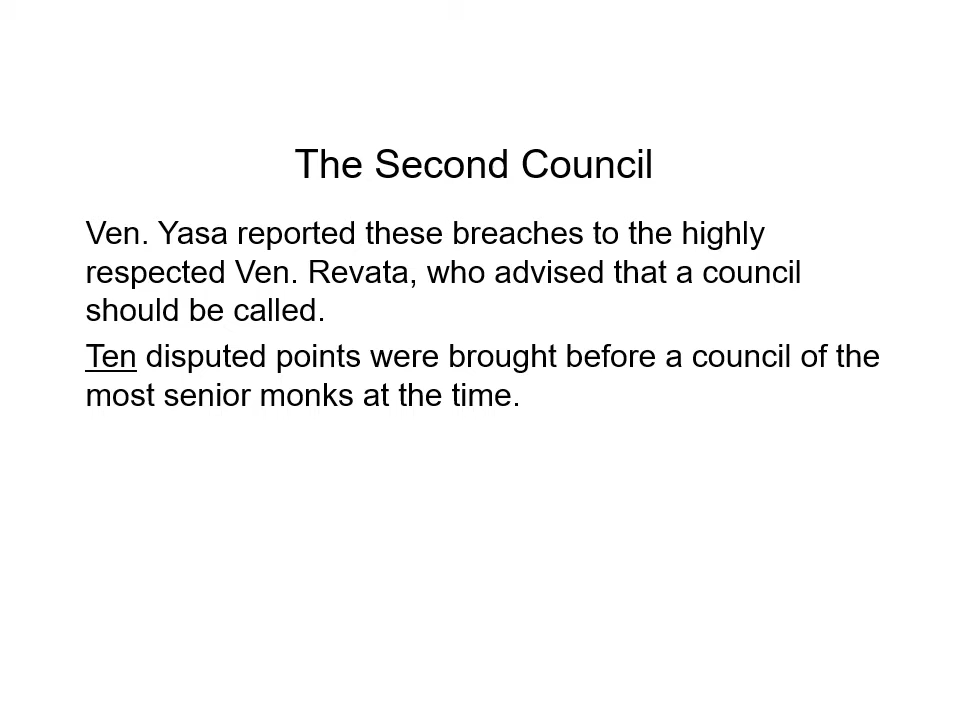 The Second Council
Ven. Yasa reported these breaches to the highly
respected Ven. Revata, who advised that a council
should be called.
Ten disputed points were brought before a council of the
most senior monks at the time.